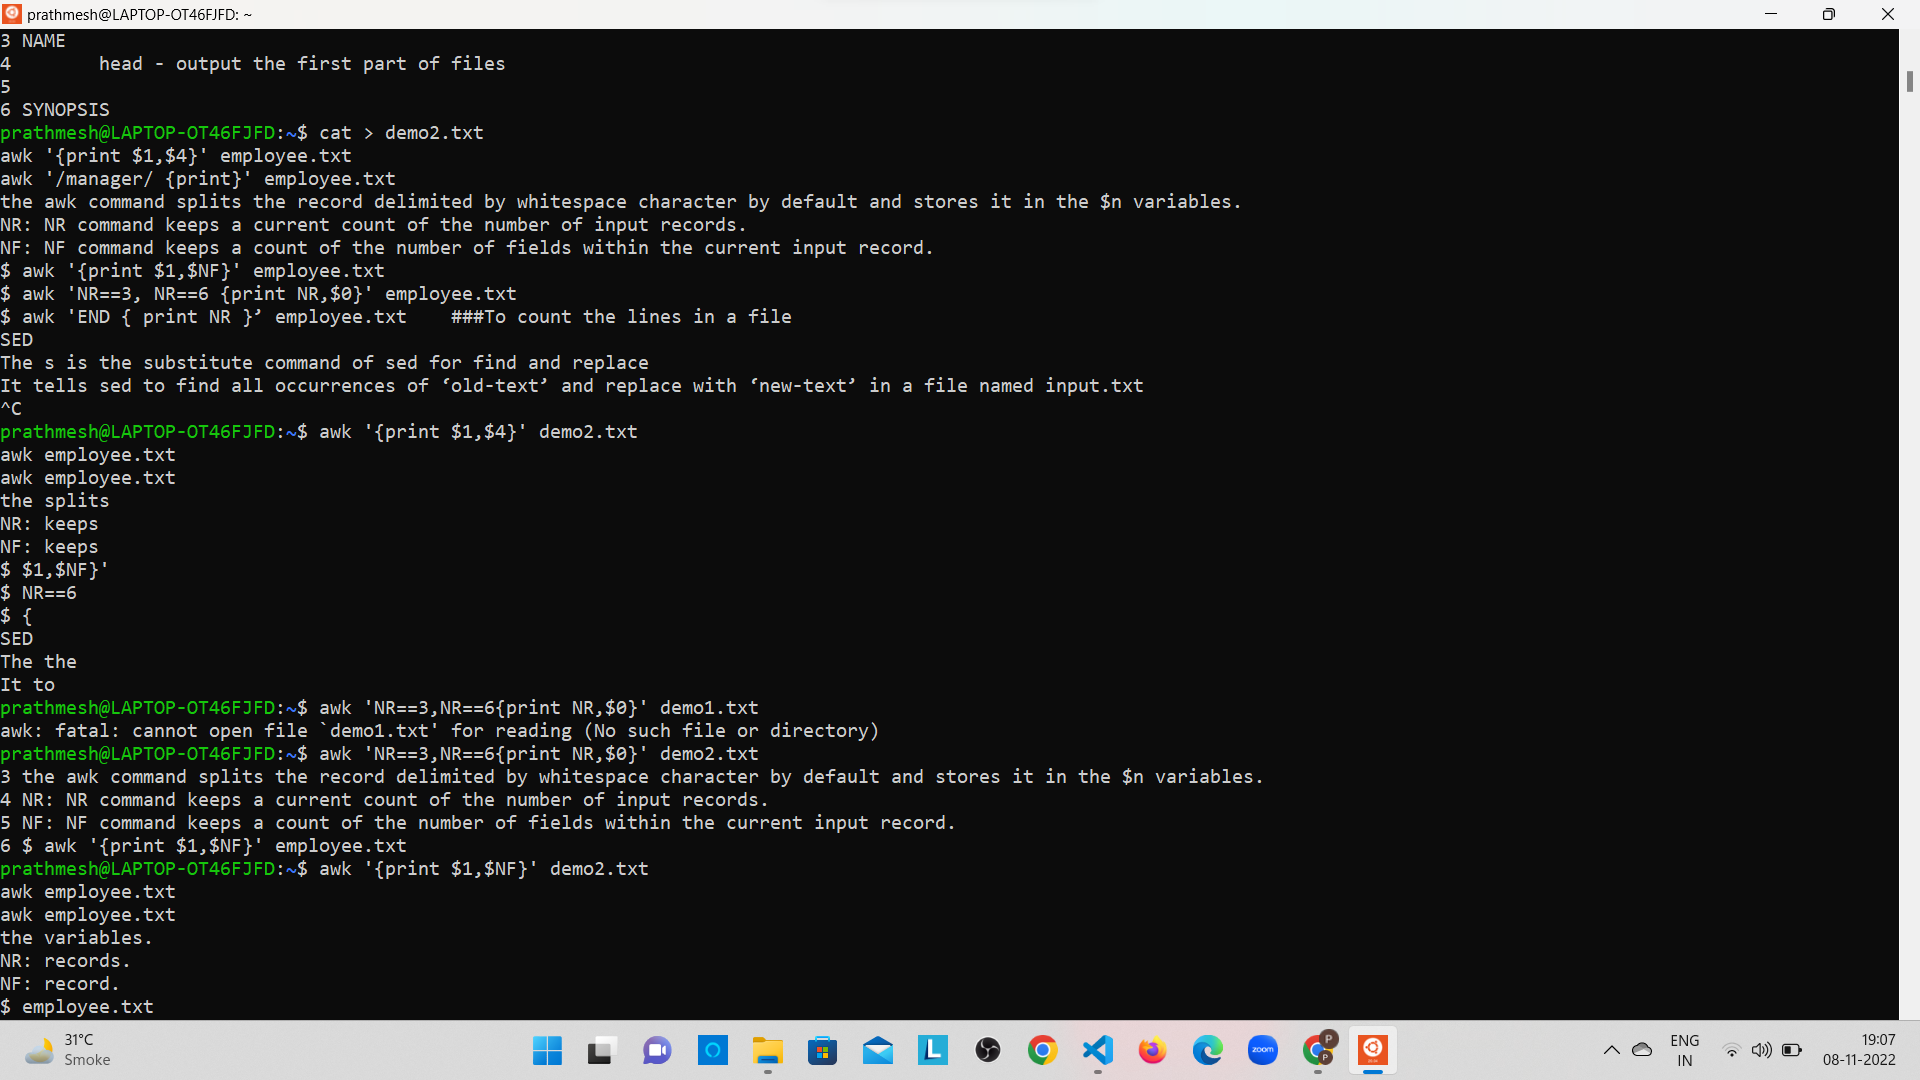 prathmesh@LAPTOP-OT46FJFD: ~
3 NAME
4        head - output the first part of files
5
6 SYNOPSIS
prathmesh@LAPTOP-OT46FJFD:~$ cat > demo2.txt
awk '{print $1,$4}' employee.txt
awk '/manager/ {print}' employee.txt
the awk command splits the record delimited by whitespace character by default and stores it in the $n variables.
NR: NR command keeps a current count of the number of input records.
NF: NF command keeps a count of the number of fields within the current input record.
$ awk '{print $1,$NF}' employee.txt
$ awk 'NR==3, NR==6 {print NR,$0}' employee.txt
$ awk 'END { print NR }’ employee.txt    ###To count the lines in a file
SED
The s is the substitute command of sed for find and replace
It tells sed to find all occurrences of ‘old-text’ and replace with ‘new-text’ in a file named input.txt
^C
prathmesh@LAPTOP-OT46FJFD:~$ awk '{print $1,$4}' demo2.txt
awk employee.txt
awk employee.txt
the splits
NR: keeps
NF: keeps
$ $1,$NF}'
$ NR==6
$ {
SED
The the
It to
prathmesh@LAPTOP-OT46FJFD:~$ awk 'NR==3,NR==6{print NR,$0}' demo1.txt
awk: fatal: cannot open file `demo1.txt' for reading (No such file or directory)
prathmesh@LAPTOP-OT46FJFD:~$ awk 'NR==3,NR==6{print NR,$0}' demo2.txt
3 the awk command splits the record delimited by whitespace character by default and stores it in the $n variables.
4 NR: NR command keeps a current count of the number of input records.
5 NF: NF command keeps a count of the number of fields within the current input record.
6 $ awk '{print $1,$NF}' employee.txt
prathmesh@LAPTOP-OT46FJFD:~$ awk '{print $1,$NF}' demo2.txt
awk employee.txt
awk employee.txt
the variables.
NR: records.
NF: record.
$ employee.txt
31°C
Smoke
L
zoom
P
P
ENG
IN
19:07
08-11-2022